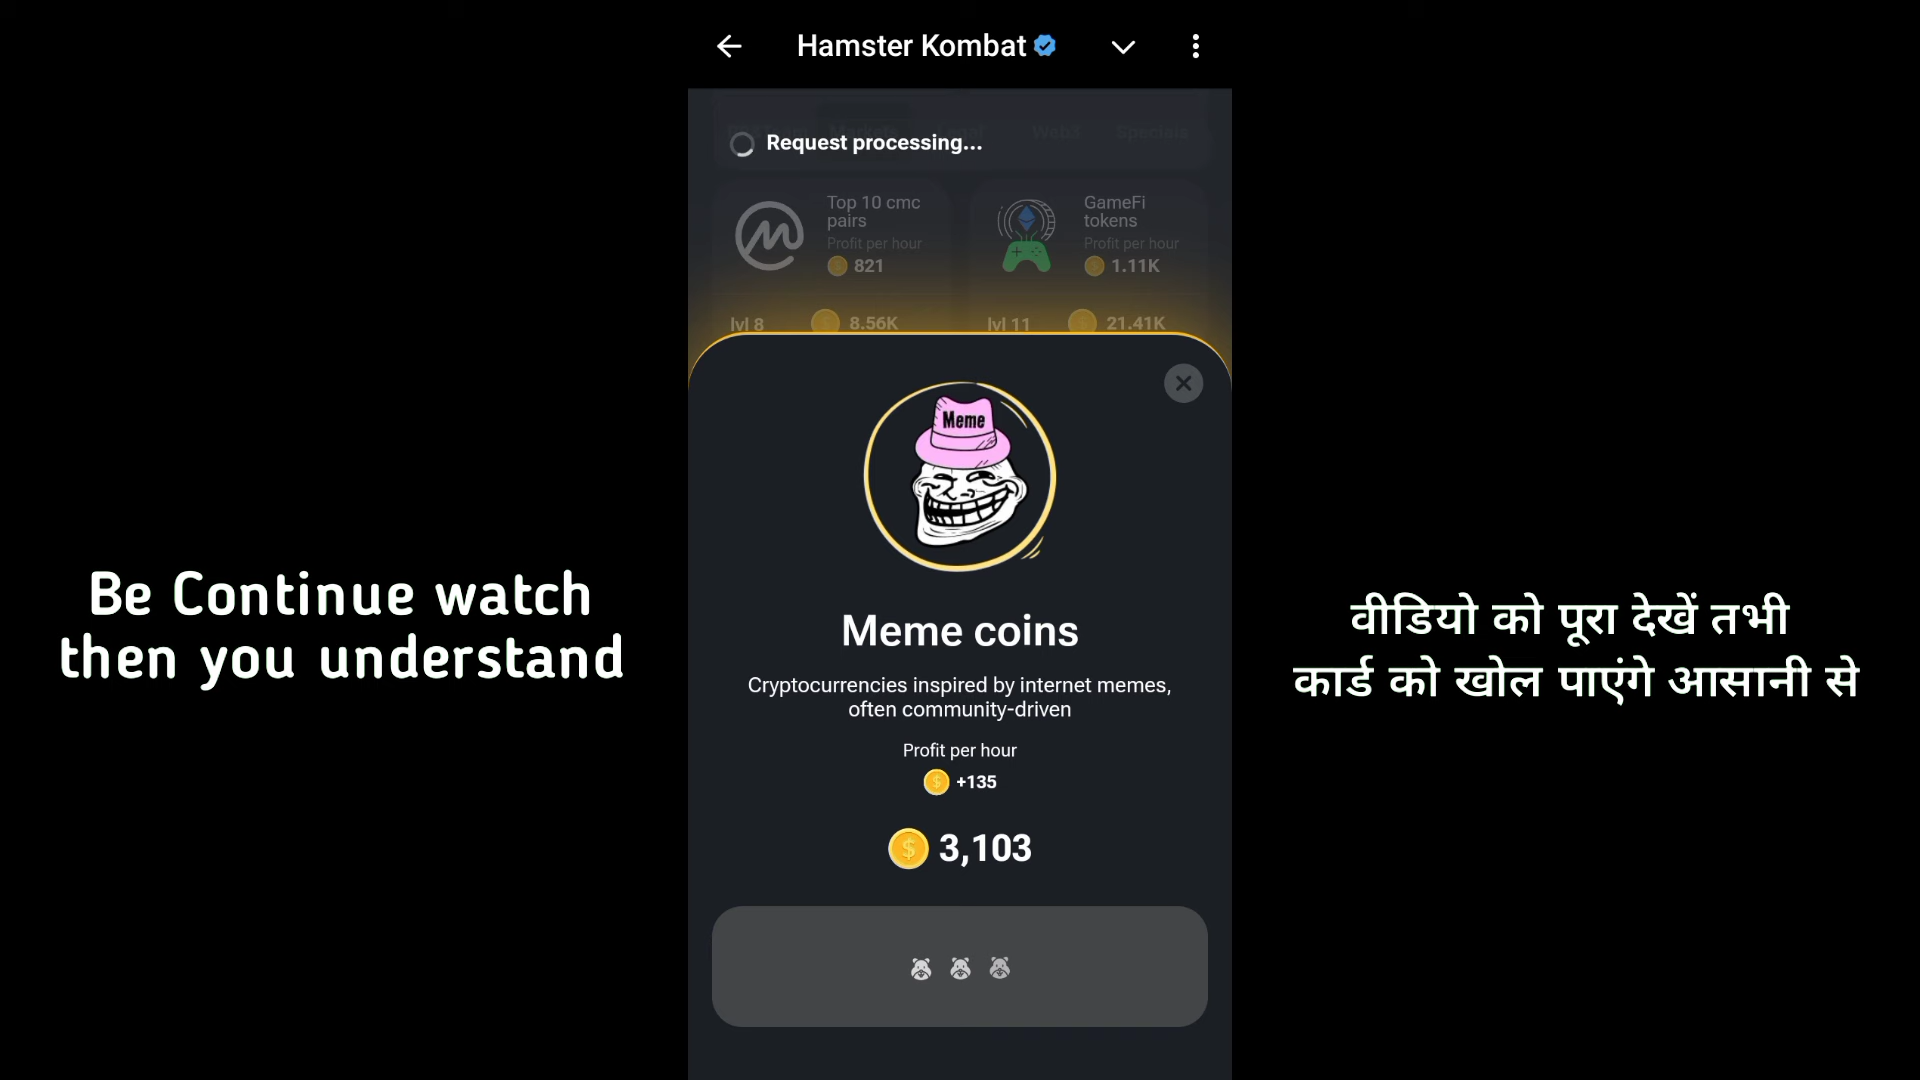 Hamster Kombat
Web3 Specials
Request processing...
Top 10 cmc
pairs
Profit per hour
821
lvl 8 8.56K
GameFi
tokens
Profit per hour
1.11K
lvl 11 21.41K
Meme
Meme coins
Cryptocurrencies inspired by internet memes,
often community-driven
Profit per hour
+135
3,103
Be Continue watch
then you understand
वीडियो को पूरा देखें तभी
कार्ड को खोल पाएंगे आसानी से